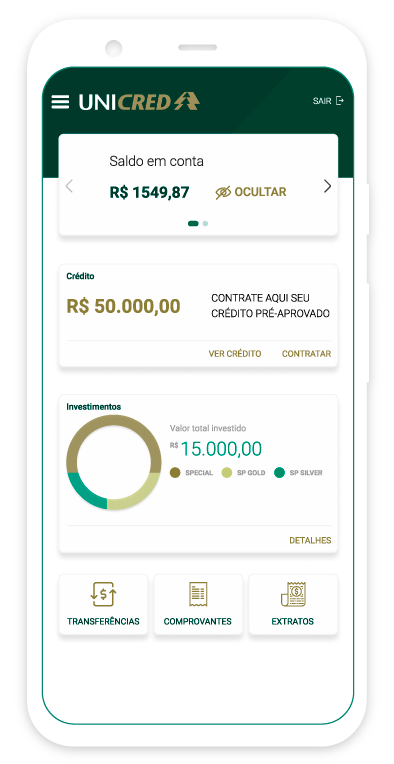 UNICRED
SAIR
Saldo em conta
R$ 1549,87
OCULTAR
Crédito
R$ 50.000,00
CONTRATE AQUI SEU
CRÉDITO PRÉ-APROVADO
VER CRÉDITO
CONTRATAR
Investimentos
Valor total investido
R$ 15.000,00
SPECIAL
SP GOLD
SP SILVER
DETALHES
TRANSFERÊNCIAS
COMPROVANTES
EXTRATOS